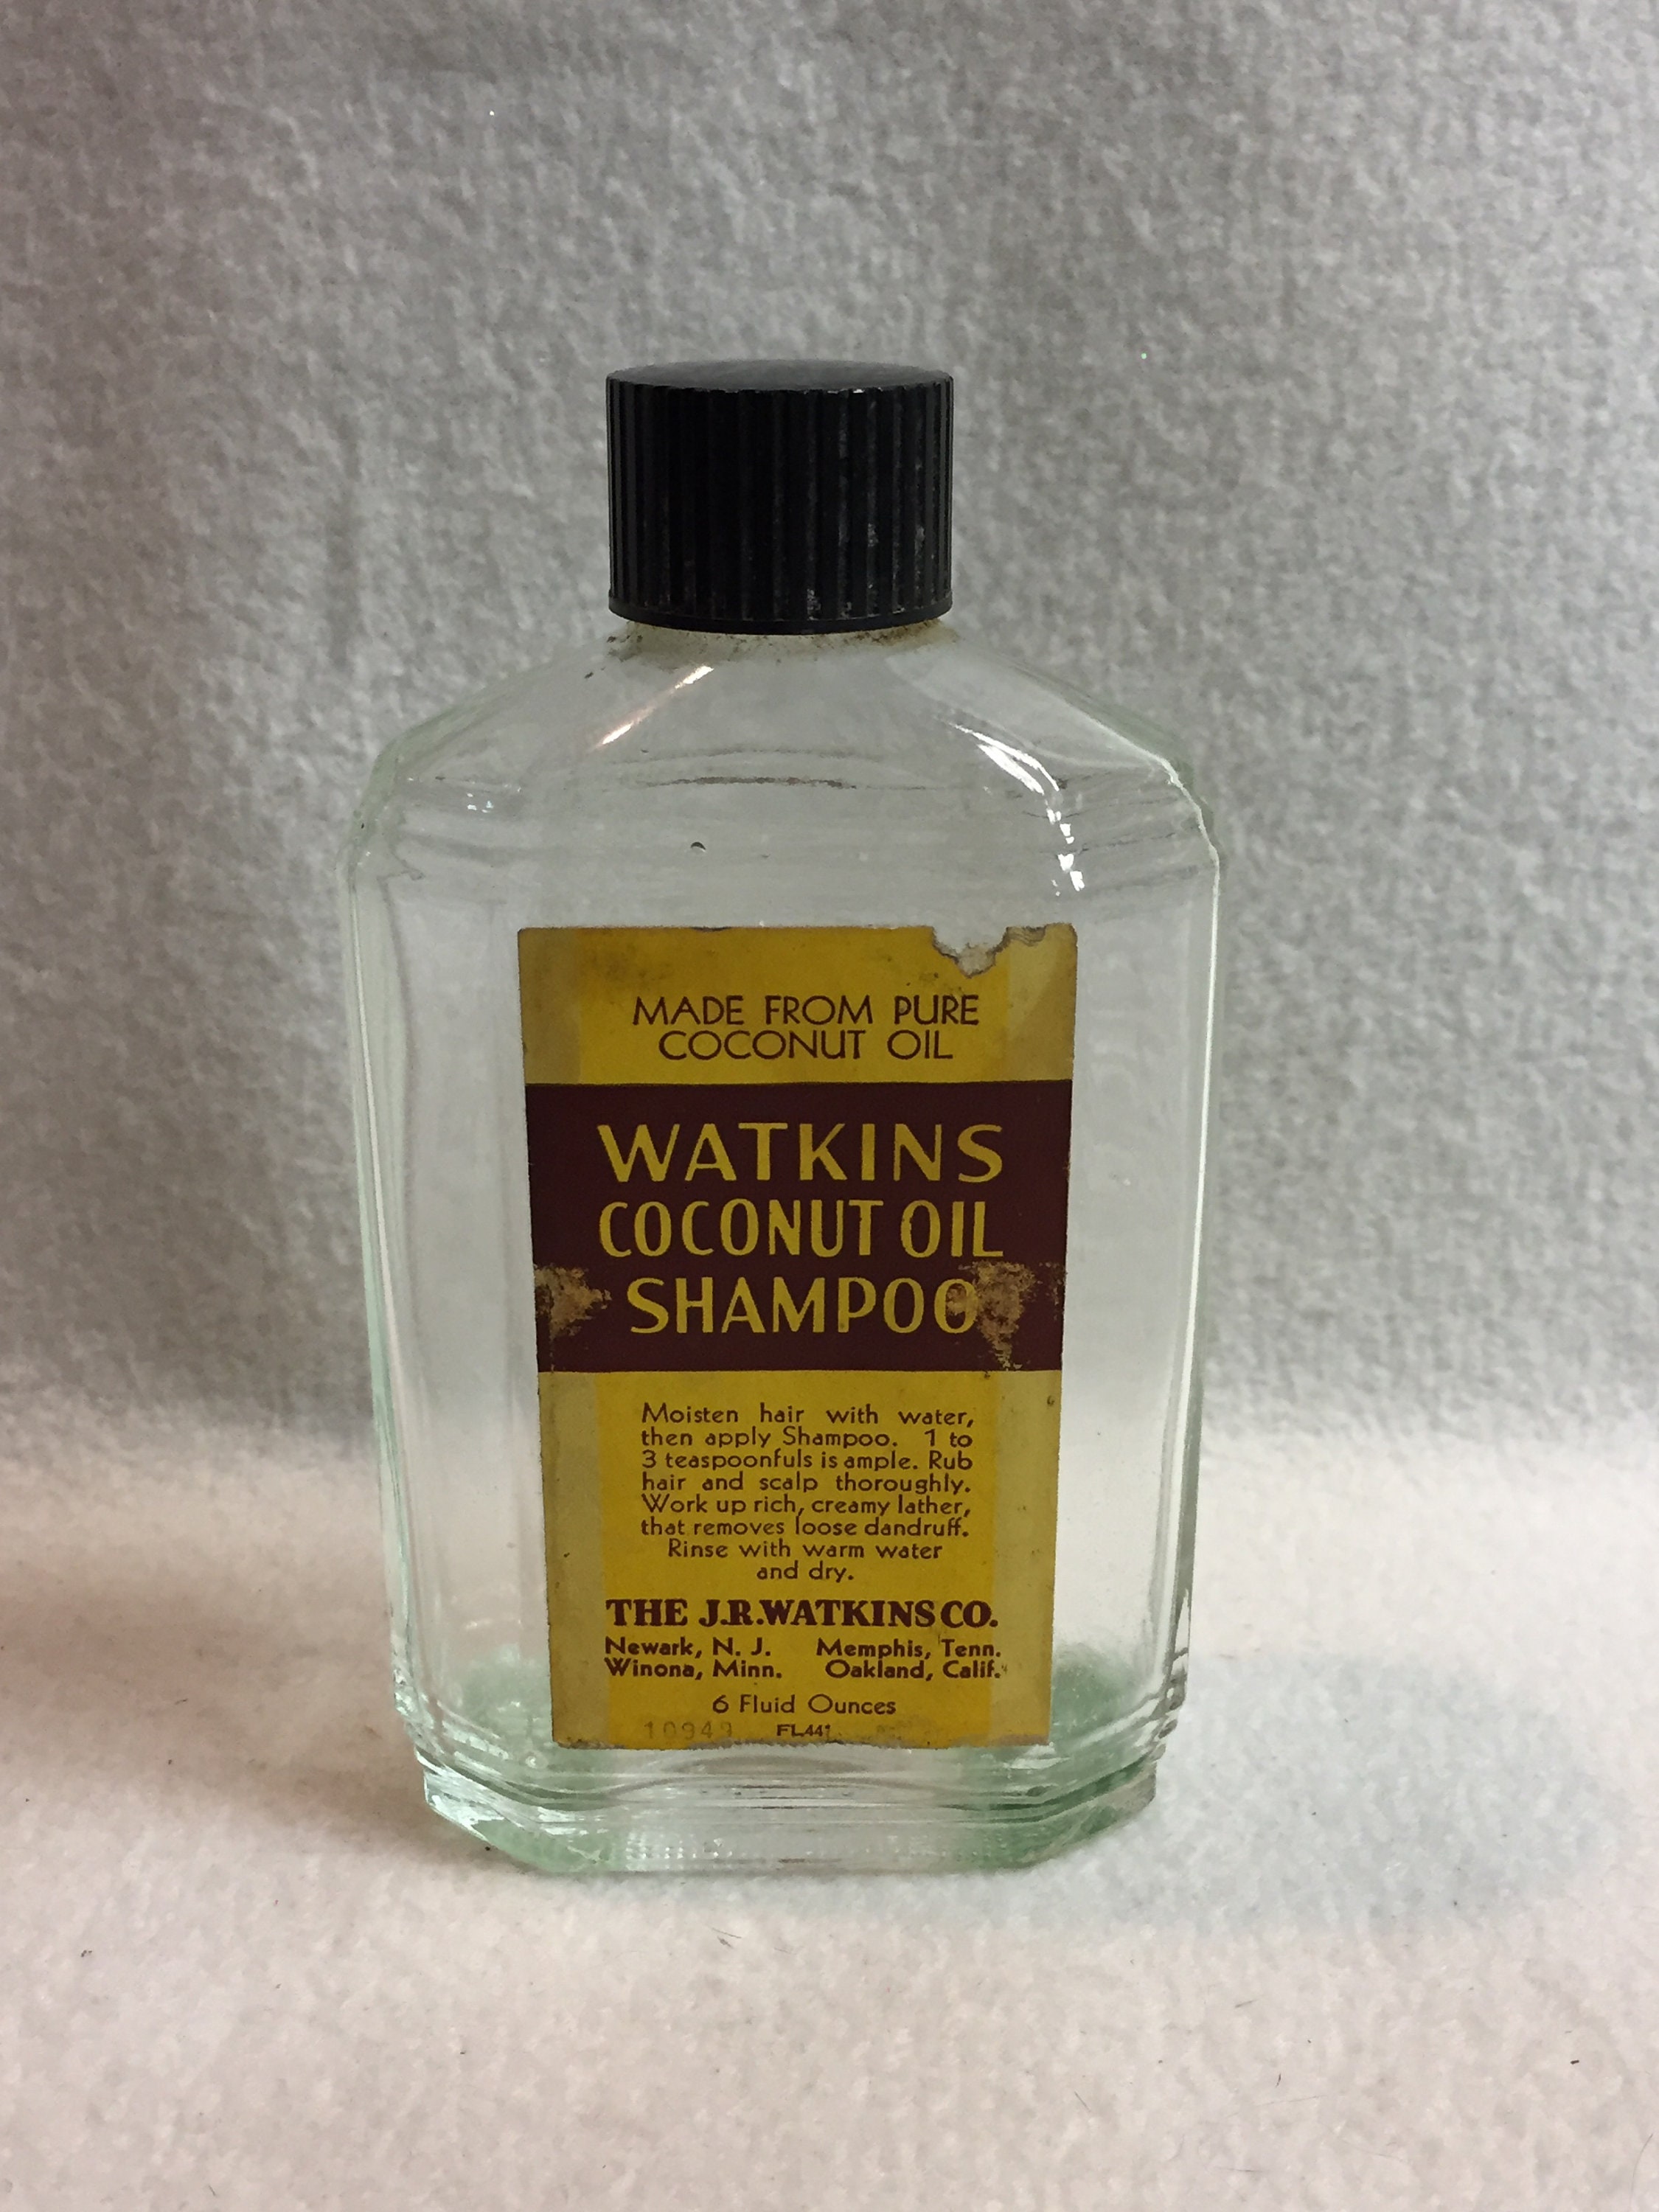 MADE FROM PURE
COCONUT OIL
WATKINS
COCONUT OIL
SHAMPOO
Moisten hair with water,
then apply Shampoo. 1 to
3 teaspoonfuls is ample. Rub
hair and scalp thoroughly.
Work up rich, creamy lather,
that removes loose dandruff.
Rinse with warm water
and dry.
THE J.R. WATKINS CO.
Newark, N. J. Memphis, Tenn.
Winona, Minn. Oakland, Calif.
6 Fluid Ounces
10949 FL441